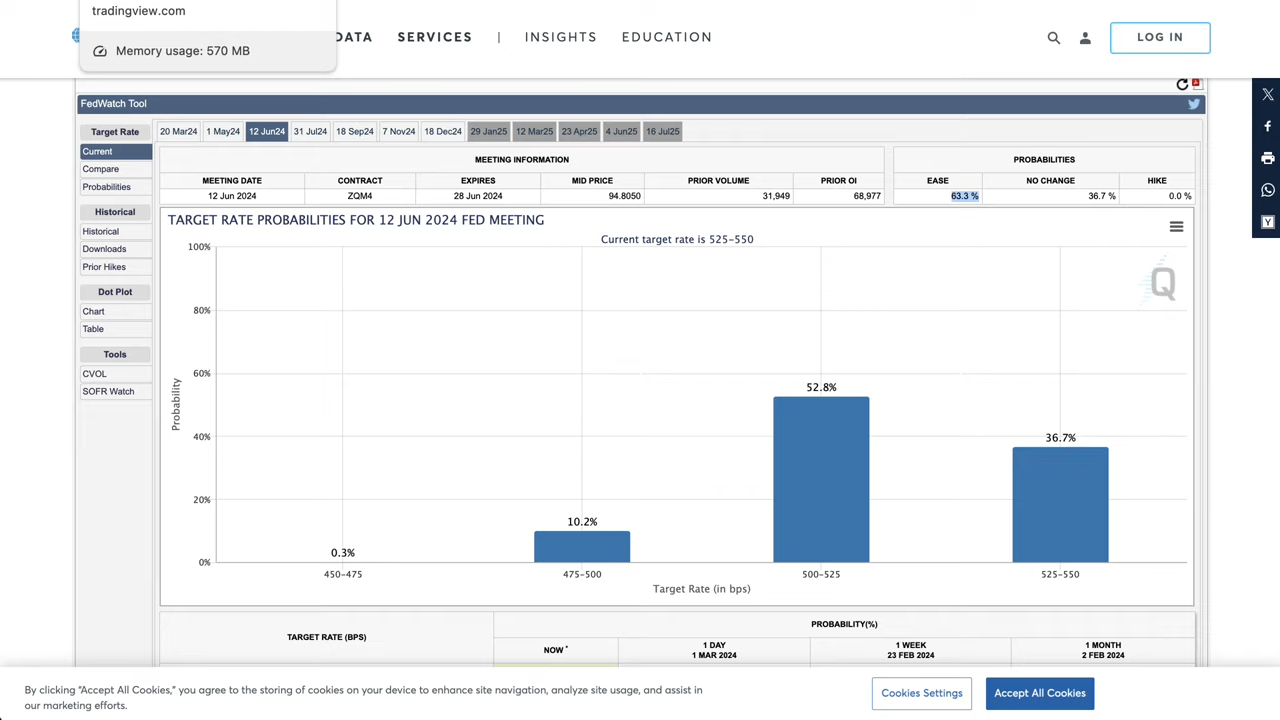 tradingview.com
Memory usage: 570 MB
DATA SERVICES | INSIGHTS EDUCATION LOG IN
FedWatch Tool
Target Rate
Current
Compare
Probabilities
Historical
Historical
Downloads
Prior Hikes
Dot Plot
Chart
Table
Tools
CVOL
SOFR Watch
20 Mar24 1 May24 12 Jun24 31 Jul24 18 Sep24 7 Nov24 18 Dec24 29 Jan25 12 Mar25 23 Apr25 4 Jun25 16 Jul25
MEETING INFORMATION
MEETING DATE CONTRACT EXPIRES MID PRICE PRIOR VOLUME PRIOR OI
12 Jun 2024 ZQM4 28 Jun 2024 94.8050 31,949 68,977
PROBABILITIES
EASE NO CHANGE HIKE
63.3 % 36.7 % 0.0 %
TARGET RATE PROBABILITIES FOR 12 JUN 2024 FED MEETING
Current target rate is 525-550
Q
100%
80%
60%
40%
20%
0%
Probability
0.3%
10.2%
52.8%
36.7%
450-475 475-500 500-525 525-550
Target Rate (in bps)
TARGET RATE (BPS)
PROBABILITY(%)
NOW *
1 DAY
1 MAR 2024
1 WEEK
23 FEB 2024
1 MONTH
2 FEB 2024
By clicking “Accept All Cookies,” you agree to the storing of cookies on your device to enhance site navigation, analyze site usage, and assist in
our marketing efforts.
Cookies Settings
Accept All Cookies